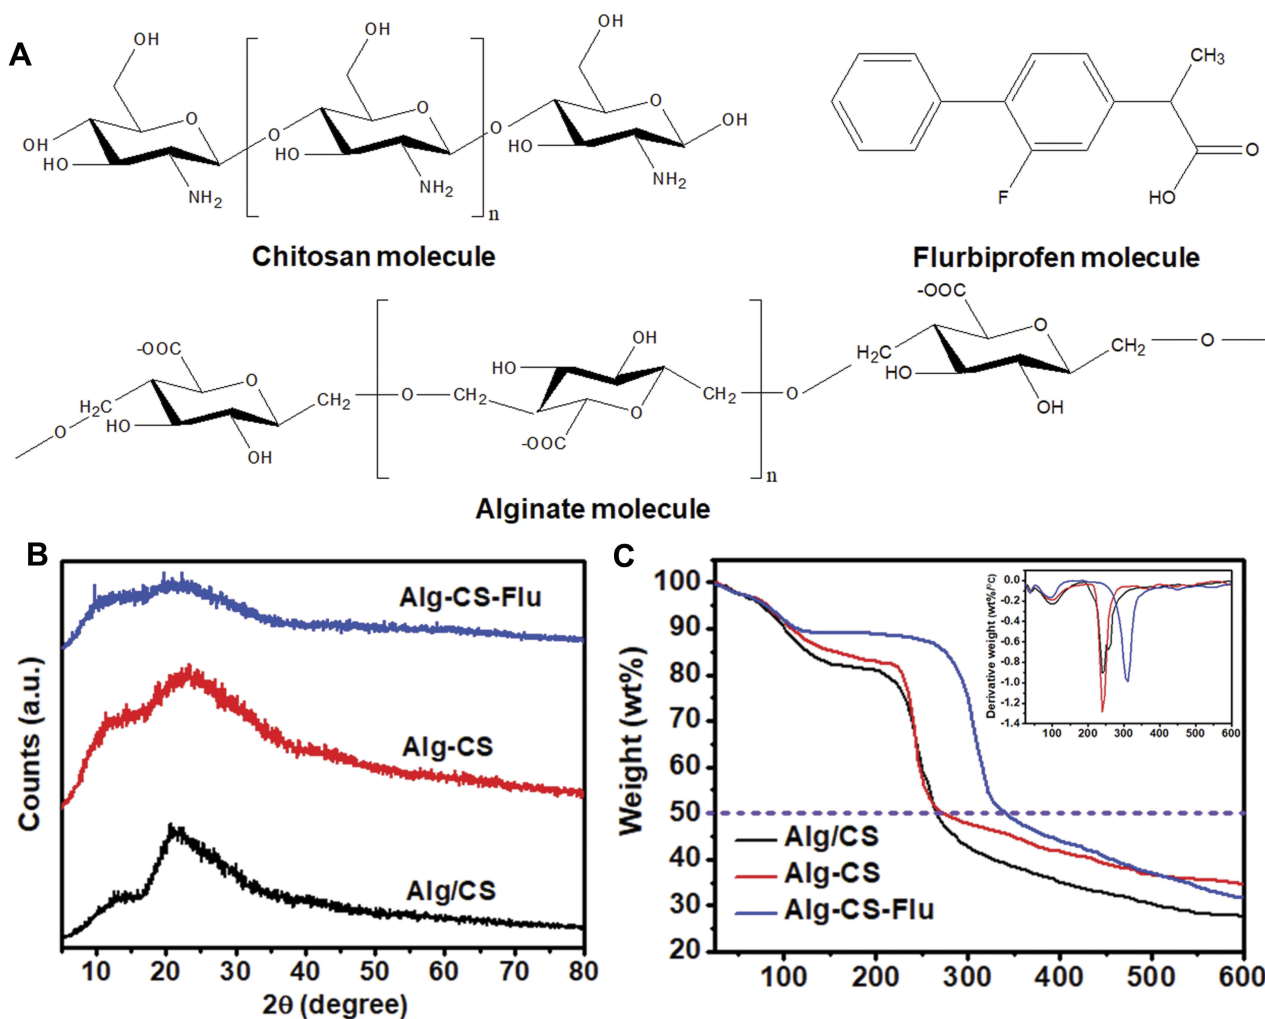 A
OH
OH
OH
O
O
O
OH
O
O
OH
HO
HO
HO
NH2
NH2
NH2
n
Chitosan molecule
CH3
O
F
HO
Flurbiprofen molecule
-OOC
O
OH
-OOC
O
HO
H2C
CH2
O
H2C
O
CH2
O
CH2
CH2
O
HO
HO
O
O
-OOC
OH
OH
n
Alginate molecule
B
Alg-CS-Flu
Alg-CS
Alg/CS
Counts (a.u.)
10 20 30 40 50 60 70 80
2θ (degree)
C
100
90
80
70
60
50
40
30
20
Weight (wt%)
0.0
-0.2
-0.4
-0.6
-0.8
-1.0
-1.2
-1.4
Derivative weight (wt%/°C)
100 200 300 400 500 600
Alg/CS
Alg-CS
Alg-CS-Flu
100 200 300 400 500 600